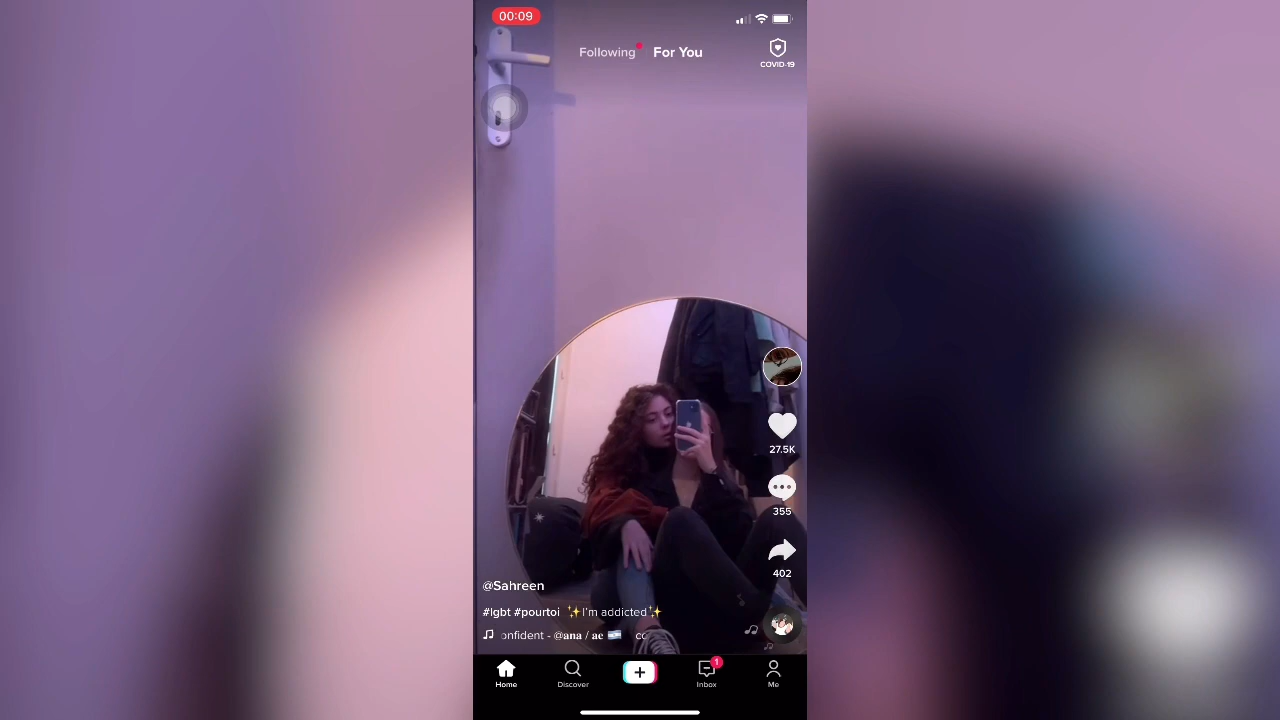 00:09
Following For You
COVID-19
27.5K
355
402
@Sahreen
#lgbt #pourtoi ✨I'm addicted✨
onfident - @ana / ae 🇦🇷 co
Home Discover Inbox 1 Me